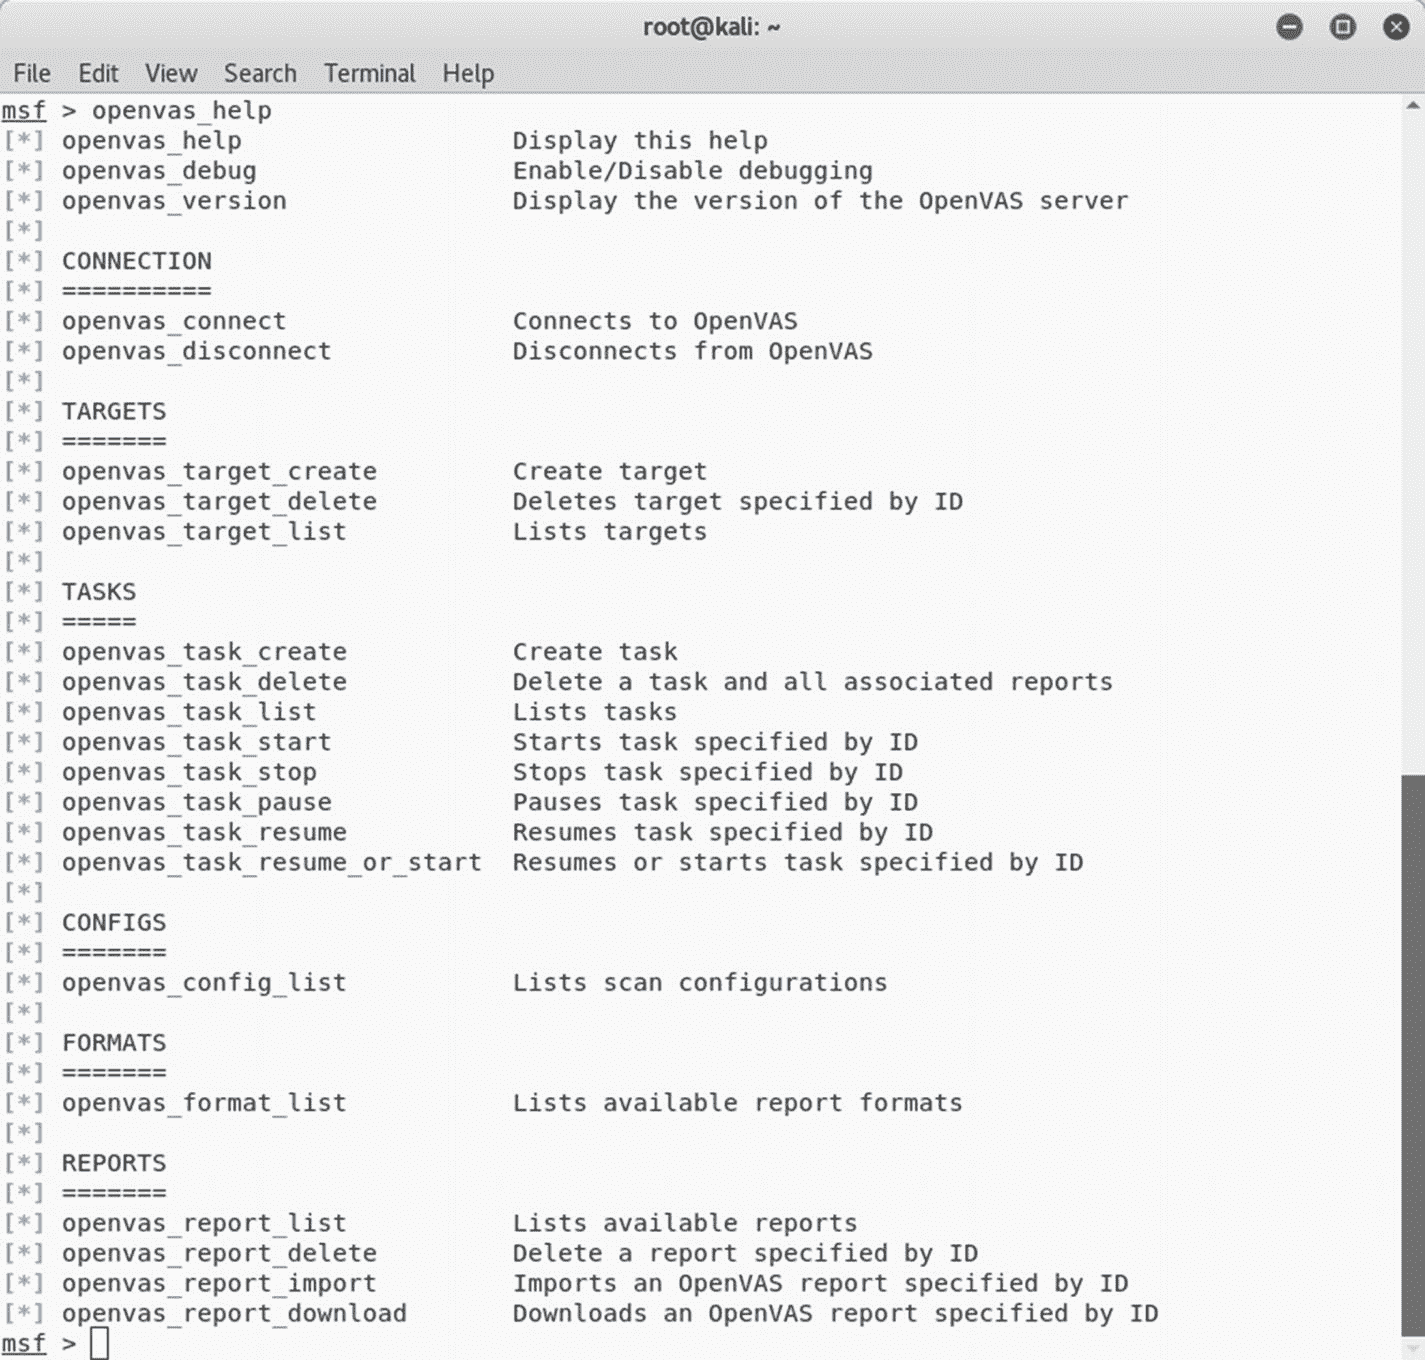 root@kali: ~
File Edit View Search Terminal Help
msf > openvas_help
[*] openvas_help Display this help
[*] openvas_debug Enable/Disable debugging
[*] openvas_version Display the version of the OpenVAS server
[*]
[*] CONNECTION
[*] ==========
[*] openvas_connect Connects to OpenVAS
[*] openvas_disconnect Disconnects from OpenVAS
[*]
[*] TARGETS
[*] =======
[*] openvas_target_create Create target
[*] openvas_target_delete Deletes target specified by ID
[*] openvas_target_list Lists targets
[*]
[*] TASKS
[*] =====
[*] openvas_task_create Create task
[*] openvas_task_delete Delete a task and all associated reports
[*] openvas_task_list Lists tasks
[*] openvas_task_start Starts task specified by ID
[*] openvas_task_stop Stops task specified by ID
[*] openvas_task_pause Pauses task specified by ID
[*] openvas_task_resume Resumes task specified by ID
[*] openvas_task_resume_or_start Resumes or starts task specified by ID
[*]
[*] CONFIGS
[*] =======
[*] openvas_config_list Lists scan configurations
[*]
[*] FORMATS
[*] =======
[*] openvas_format_list Lists available report formats
[*]
[*] REPORTS
[*] =======
[*] openvas_report_list Lists available reports
[*] openvas_report_delete Delete a report specified by ID
[*] openvas_report_import Imports an OpenVAS report specified by ID
[*] openvas_report_download Downloads an OpenVAS report specified by ID
msf >